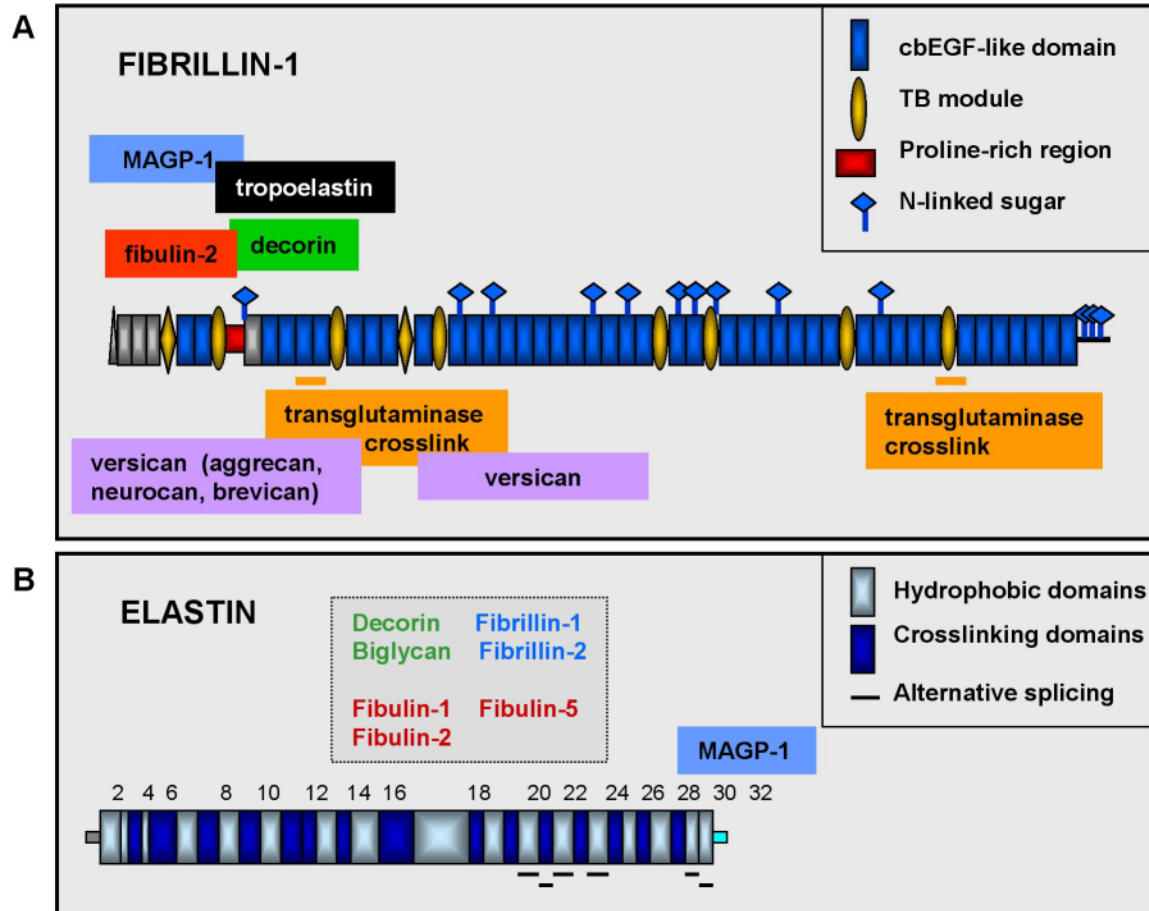 A
FIBRILLIN-1
cbEGF-like domain
TB module
Proline-rich region
N-linked sugar
MAGP-1
tropoelastin
decorin
fibulin-2
transglutaminase
crosslink
transglutaminase
crosslink
versican (aggrecan,
neurocan, brevican)
versican
B
ELASTIN
Hydrophobic domains
Crosslinking domains
Alternative splicing
Decorin Fibrillin-1
Biglycan Fibrillin-2
Fibulin-1 Fibulin-5
Fibulin-2
MAGP-1
2 4 6 8 10 12 14 16 18 20 22 24 26 28 30 32